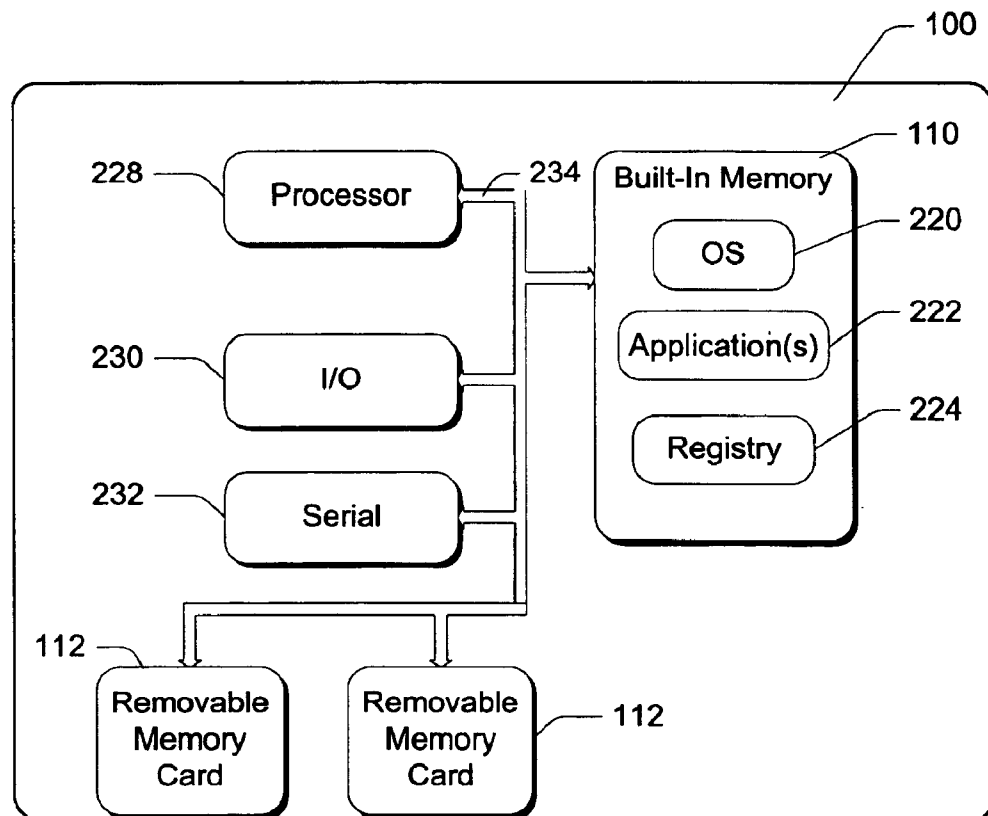 100
228
Processor
234
110
Built-In Memory
220
OS
222
Application(s)
230
I/O
224
Registry
232
Serial
112
Removable
Memory
Card
Removable
Memory
Card
112